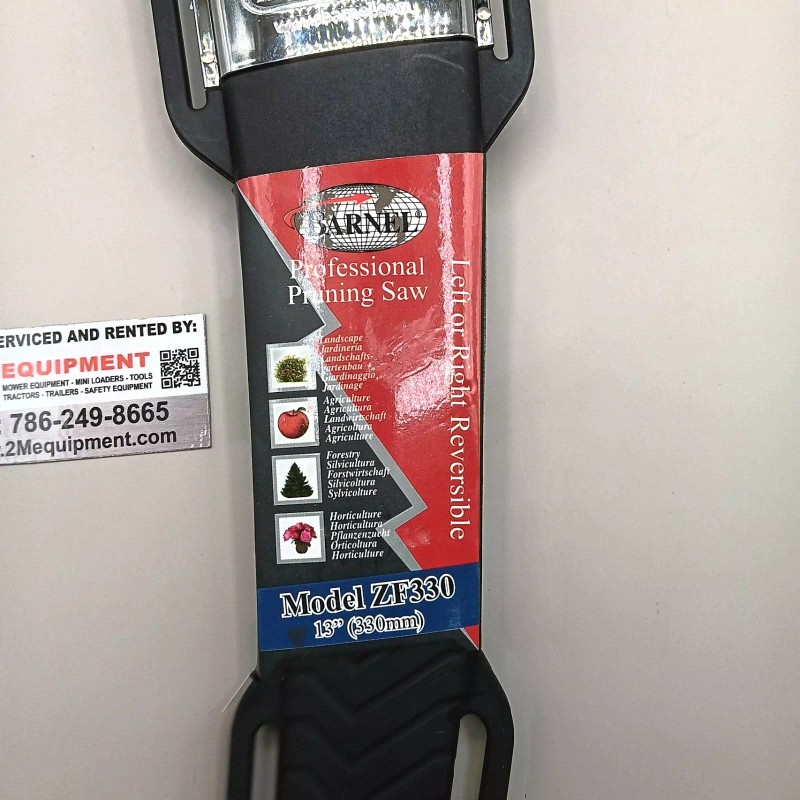 BARNEL®
Professional
Pruning Saw
Left or Right Reversible
Landscape
Jardineria
Landschafts-
Gartenbau
Giardinaggio
Jardinage
Agriculture
Agricultura
Landwirtschaft
Agricoltura
Agriculture
Forestry
Silvicultura
Forstwirtschaft
Silvicoltura
Sylvicolture
Horticulture
Horticultura
Pflanzenzucht
Orticoltura
Horticulture
Model ZF330
13” (330mm)
ERVICED AND RENTED BY:
EQUIPMENT
MOWER EQUIPMENT - MINI LOADERS - TOOLS
TRACTORS - TRAILERS - SAFETY EQUIPMENT
: 786-249-8665
.2Mequipment.com